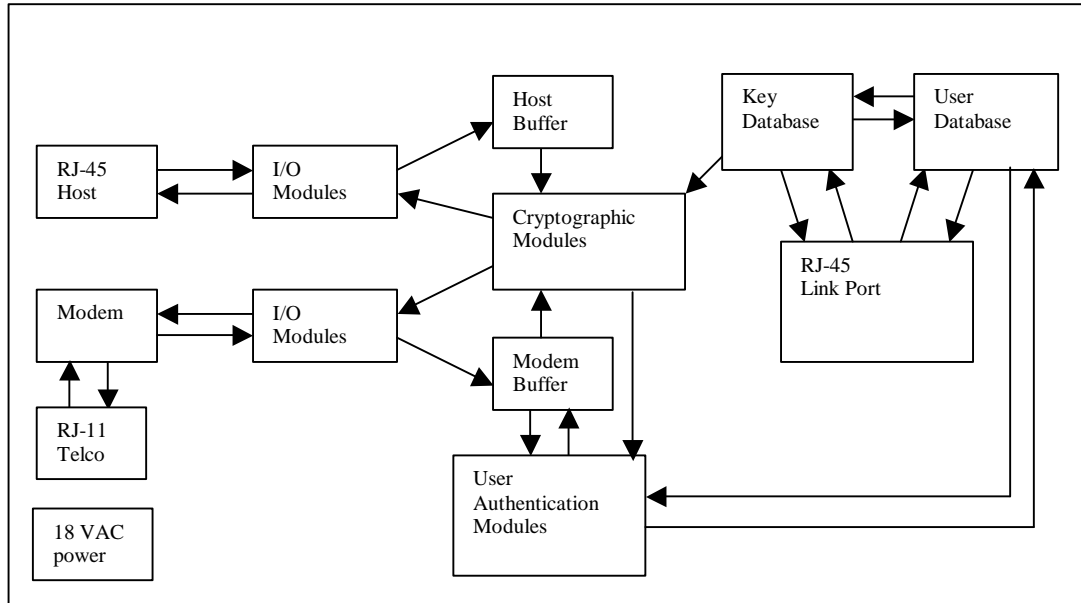 Host
Buffer
Key
Database
User
Database
RJ-45
Host
I/O
Modules
Cryptographic
Modules
RJ-45
Link Port
Modem
I/O
Modules
Modem
Buffer
RJ-11
Telco
User
Authentication
Modules
18 VAC
power